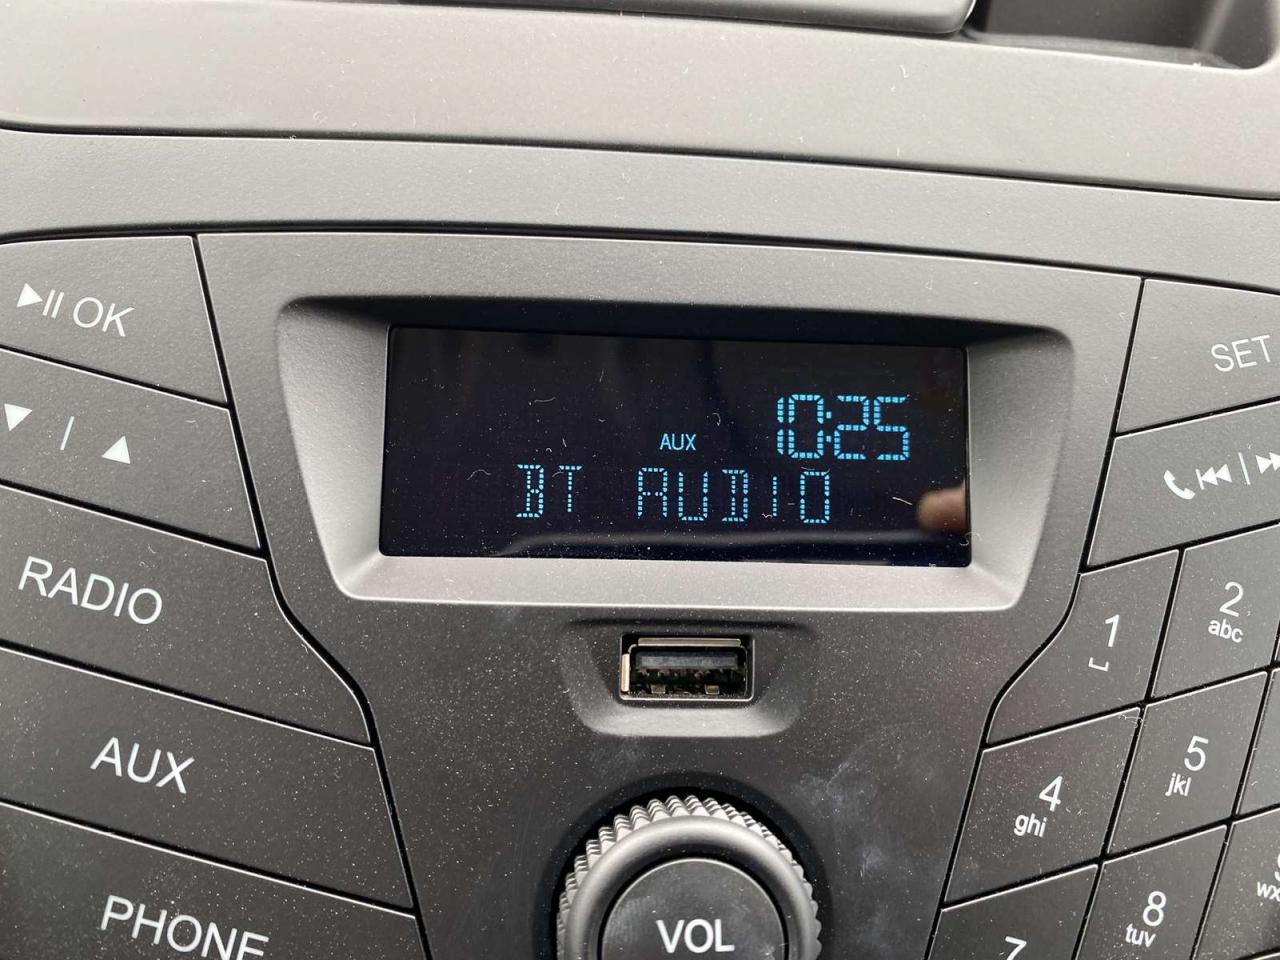 ▶II OK
▼ | ▲
RADIO
AUX
PHONE
10:25
AUX
BT AUDIO
VOL
SET
1
2
abc
4
ghi
5
jkl
7
8
tuv